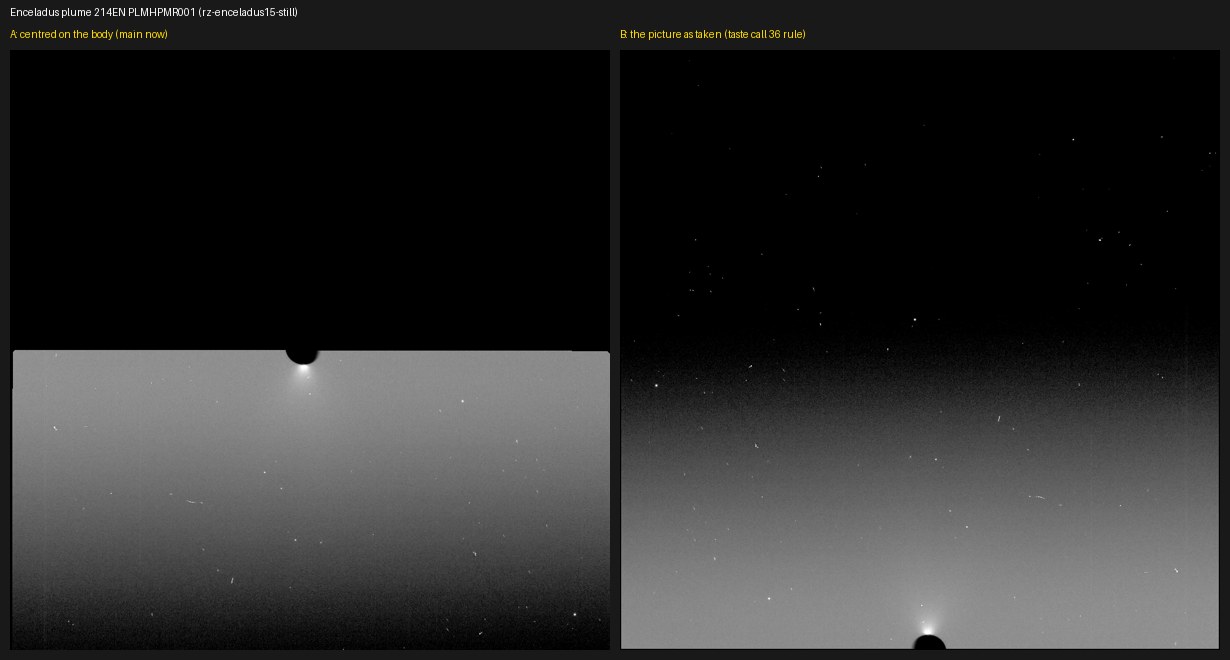 Enceladus plume 214EN PLMHPMR001 (rz-enceladus15-still)
A: centred on the body (main now)
B: the picture as taken (taste call 36 rule)